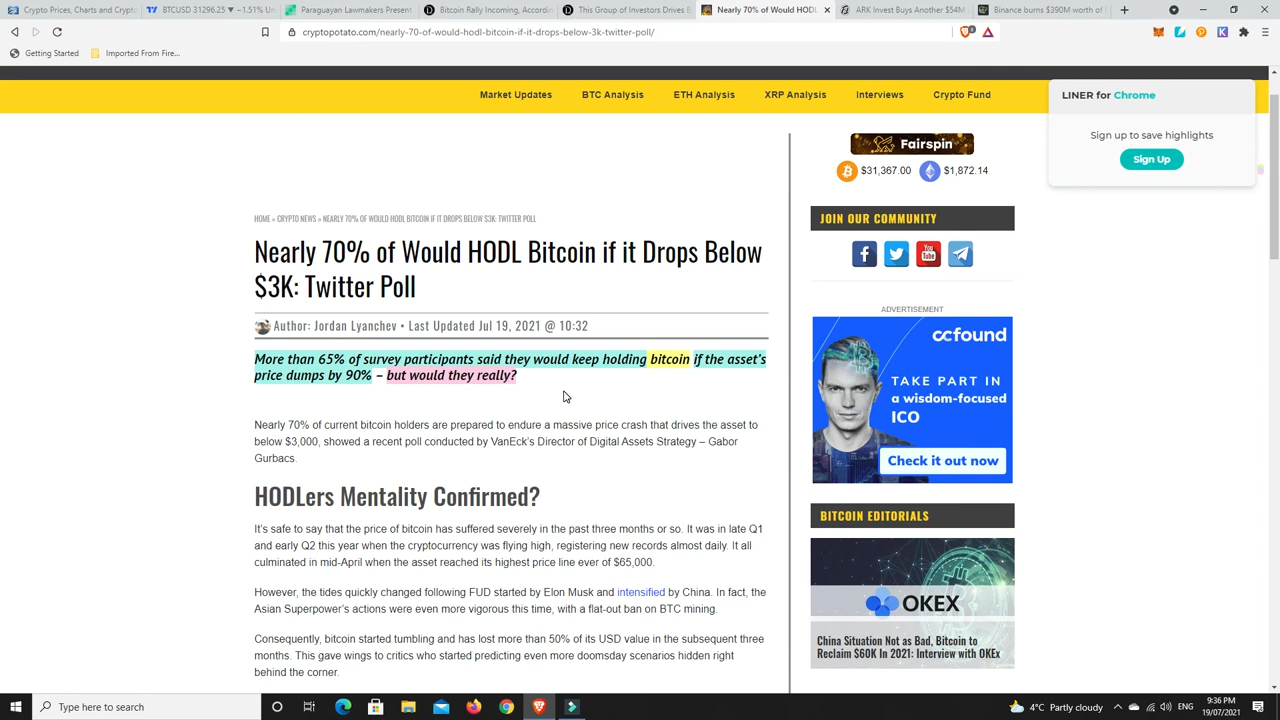 Crypto Prices, Charts and Crypto
BTCUSD 31296.25 ▼ −1.51% Un
Paraguayan Lawmakers Present
Bitcoin Rally Incoming, Accordin
This Group of Investors Drives B
Nearly 70% of Would HODL
ARK Invest Buys Another $54M
Binance burns $390M worth of
cryptopotato.com/nearly-70-of-would-hodl-bitcoin-if-it-drops-below-3k-twitter-poll/
Getting Started
Imported From Fire...
Market Updates
BTC Analysis
ETH Analysis
XRP Analysis
Interviews
Crypto Fund
LINER for Chrome
Sign up to save highlights
Sign Up
Fairspin
$31,367.00
$1,872.14
HOME » CRYPTO NEWS » NEARLY 70% OF WOULD HODL BITCOIN IF IT DROPS BELOW $3K: TWITTER POLL
Nearly 70% of Would HODL Bitcoin if it Drops Below
$3K: Twitter Poll
Author: Jordan Lyanchev • Last Updated Jul 19, 2021 @ 10:32
More than 65% of survey participants said they would keep holding bitcoin if the asset's
price dumps by 90% – but would they really?
Nearly 70% of current bitcoin holders are prepared to endure a massive price crash that drives the asset to
below $3,000, showed a recent poll conducted by VanEck's Director of Digital Assets Strategy – Gabor
Gurbacs.
HODLers Mentality Confirmed?
It's safe to say that the price of bitcoin has suffered severely in the past three months or so. It was in late Q1
and early Q2 this year when the cryptocurrency was flying high, registering new records almost daily. It all
culminated in mid-April when the asset reached its highest price line ever of $65,000.
However, the tides quickly changed following FUD started by Elon Musk and intensified by China. In fact, the
Asian Superpower's actions were even more vigorous this time, with a flat-out ban on BTC mining.
Consequently, bitcoin started tumbling and has lost more than 50% of its USD value in the subsequent three
months. This gave wings to critics who started predicting even more doomsday scenarios hidden right
behind the corner.
JOIN OUR COMMUNITY
You
Tube
ADVERTISEMENT
ccfound
TAKE PART IN
a wisdom-focused
ICO
Check it out now
BITCOIN EDITORIALS
OKEX
China Situation Not as Bad, Bitcoin to
Reclaim $60K In 2021: Interview with OKEx
Type here to search
4°C Partly cloudy
ENG
9:36 PM
19/07/2021